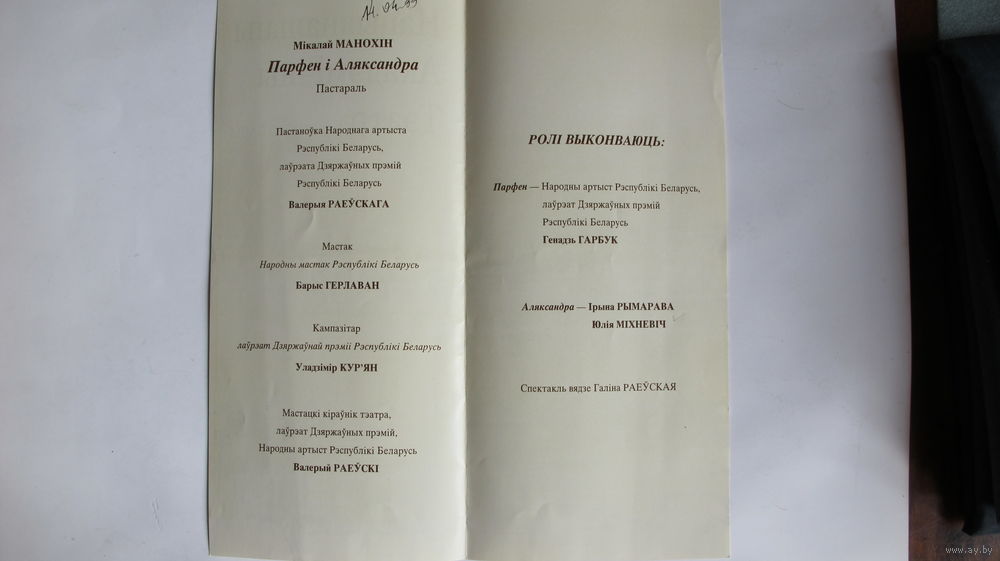 14.04.99
Мікалай МАНОХІН
Парфен і Аляксандра
Пастараль
Пастаноўка Народнага артыста
Рэспублікі Беларусь,
лаўрэата Дзяржаўных прэмій
Рэспублікі Беларусь
Валерыя РАЕЎСКАГА
Мастак
Народны мастак Рэспублікі Беларусь
Барыс ГЕРЛАВАН
Кампазітар
лаўрэат Дзяржаўнай прэміі Рэспублікі Беларусь
Уладзімір КУР’ЯН
Мастацкі кіраўнік тэатра,
лаўрэат Дзяржаўных прэмій,
Народны артыст Рэспублікі Беларусь
Валерый РАЕЎСКІ
РОЛІ ВЫКОНВАЮЦЬ:
Парфен — Народны артыст Рэспублікі Беларусь,
лаўрэат Дзяржаўных прэмій
Рэспублікі Беларусь
Генадзь ГАРБУК
Аляксандра — Ірына РЫМАРАВА
Юлія МІХНЕВІЧ
Спектакль вядзе Галіна РАЕЎСКАЯ
www.ay.by